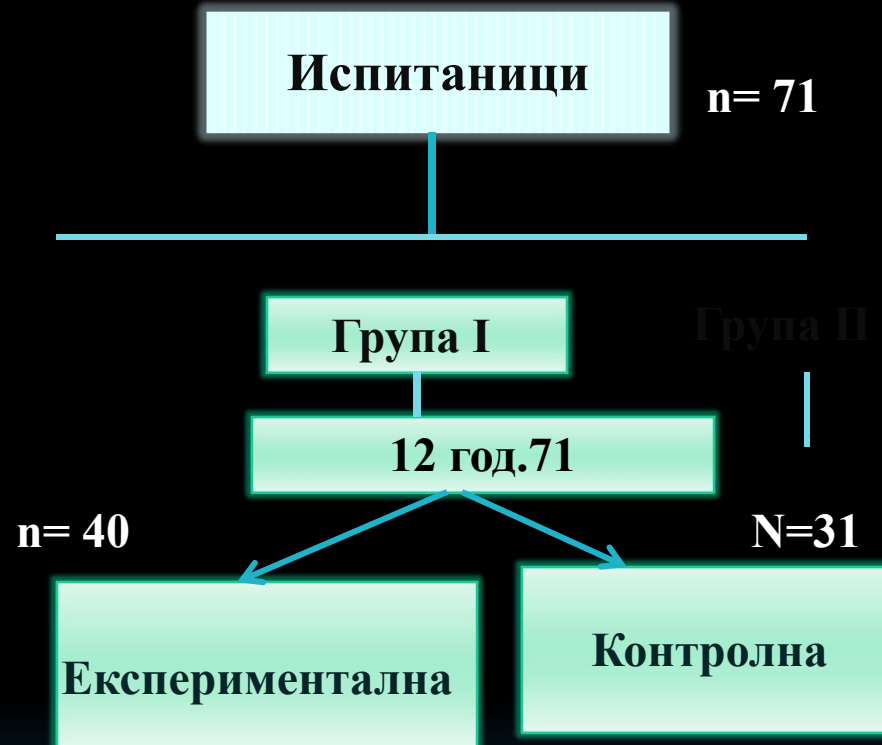 Испитаници
n= 71
Група I
Група II
12 год.71
n= 40
N=31
Експериментална
Контролна